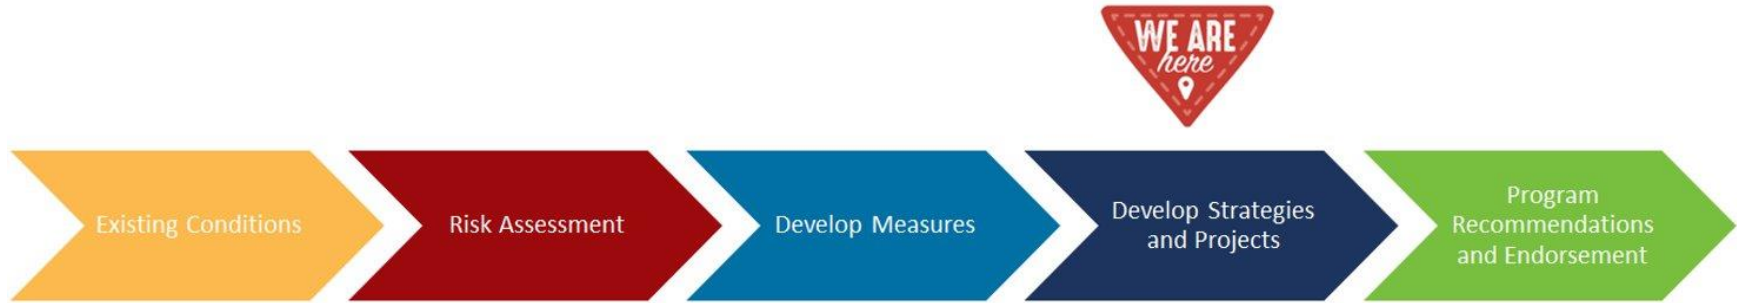 WE ARE
here
Existing Conditions
Risk Assessment
Develop Measures
Develop Strategies
and Projects
Program
Recommendations
and Endorsement